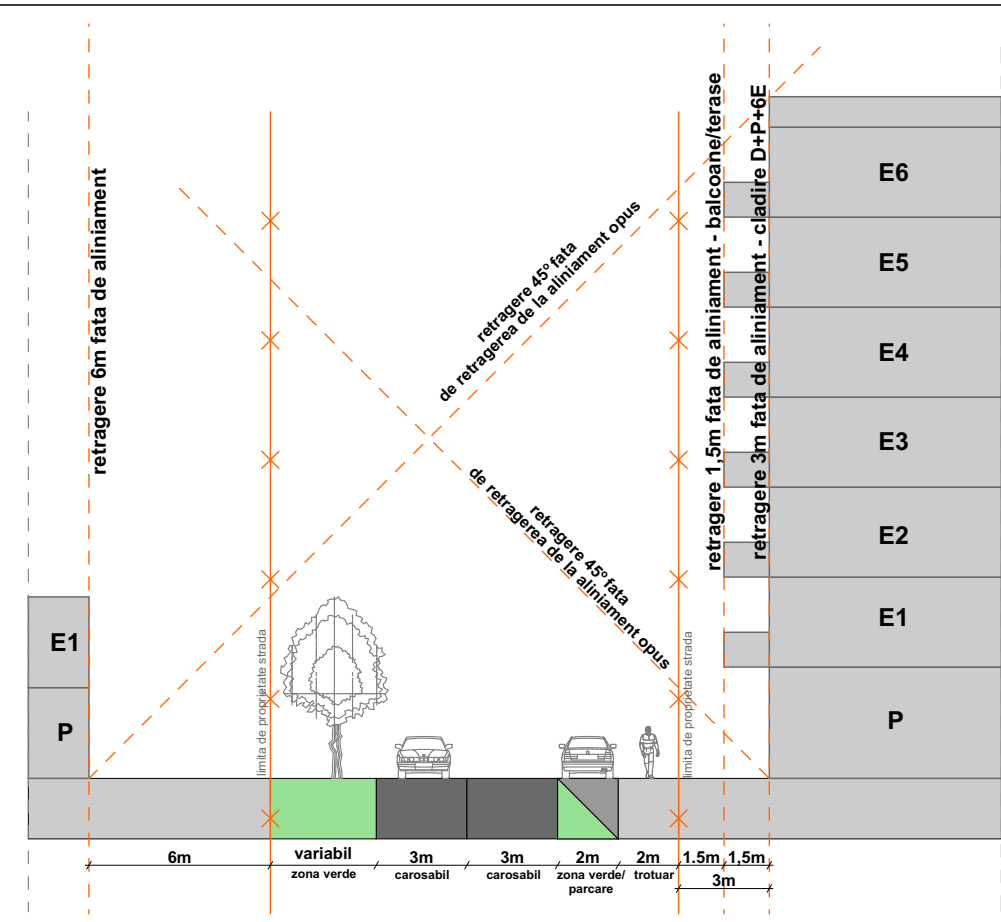 retragere 6m fata de aliniament
retragere 45° fata
de retragerea de la aliniament opus
retragere 45° fata
de retragerea de la aliniament opus
retragere 1,5m fata de aliniament - balcoane/terase
retragere 3m fata de aliniament - cladire D+P+6E
E6
E5
E4
E3
E2
E1
P
E1
P
limita de proprietate strada
limita de proprietate strada
6m
variabil
zona verde
3m
carosabil
3m
carosabil
2m
zona verde/
parcare
2m
trotuar
1.5m
1,5m
3m